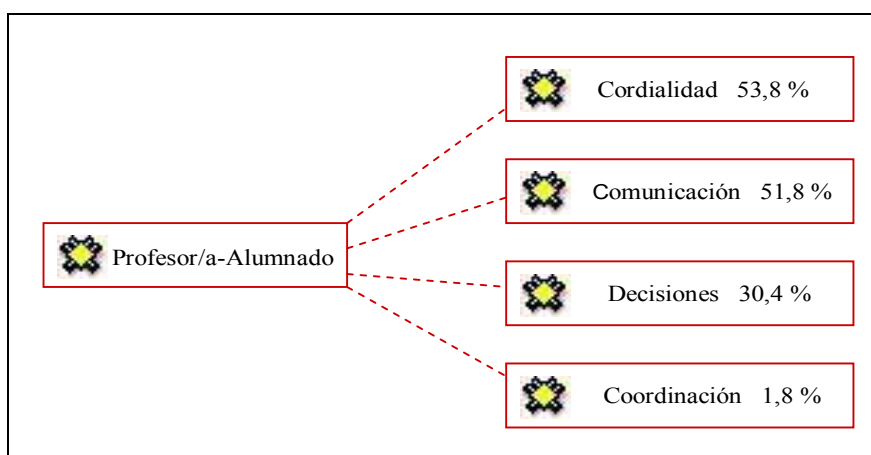 Cordialidad 53,8 %
Comunicación 51,8 %
Profesor/a-Alumnado
Decisiones 30,4 %
Coordinación 1,8 %